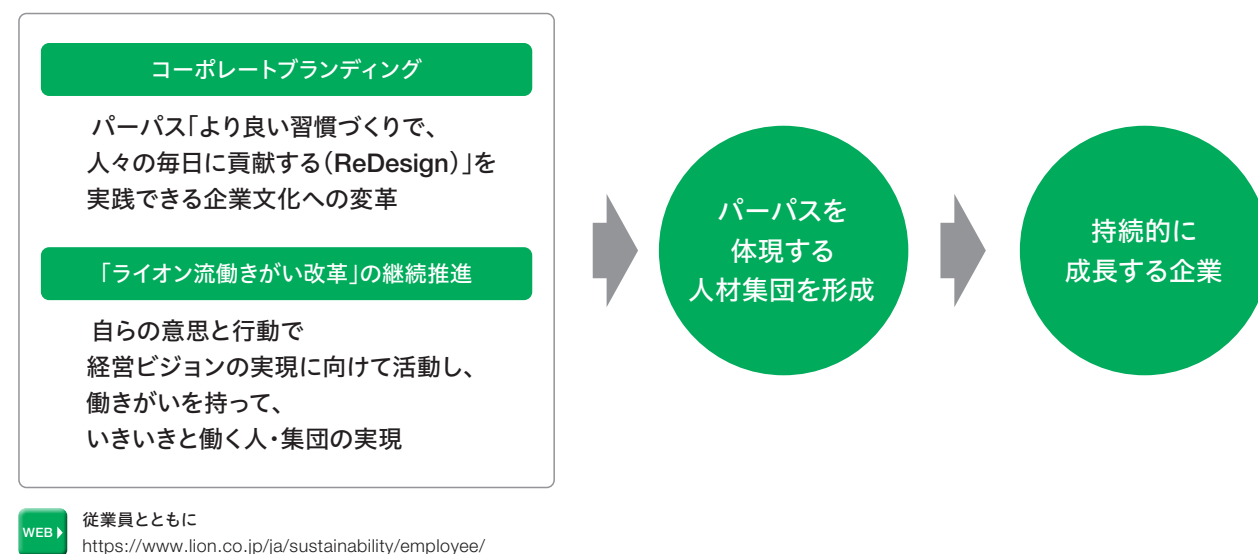 コーポレートブランディング
パーパス「より良い習慣づくりで、
人々の毎日に貢献する(ReDesign)」を
実践できる企業文化への変革
「ライオン流働きがい改革」の継続推進
自らの意思と行動で
経営ビジョンの実現に向けて活動し、
働きがいを持って、
いきいきと働く人・集団の実現
パーパスを
体現する
人材集団を形成
持続的に
成長する企業
WEB
従業員とともに
https://www.lion.co.jp/ja/sustainability/employee/